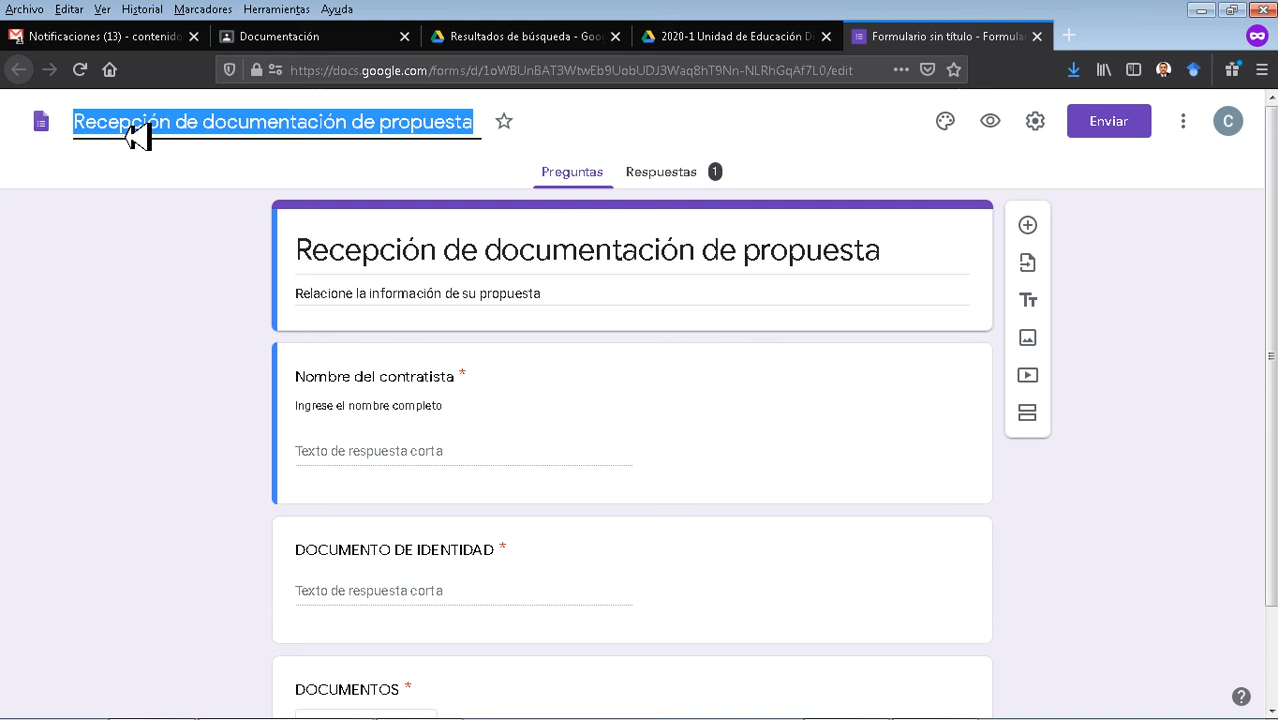 Archivo Editar Ver Historial Marcadores Herramientas Ayuda
Notificaciones (13) - contenido
Documentación
Resultados de búsqueda - Goo
2020-1 Unidad de Educación Di
Formulario sin título - Formula
https://docs.google.com/forms/d/1oWBUnBAT3WtwEb9UobUDJ3Waq8hT9Nn-NLRhGqAf7L0/edit
Recepción de documentación de propuesta
Enviar
C
Preguntas
Respuestas 1
Recepción de documentación de propuesta
Relacione la información de su propuesta
Nombre del contratista *
Ingrese el nombre completo
Texto de respuesta corta
DOCUMENTO DE IDENTIDAD *
Texto de respuesta corta
DOCUMENTOS *